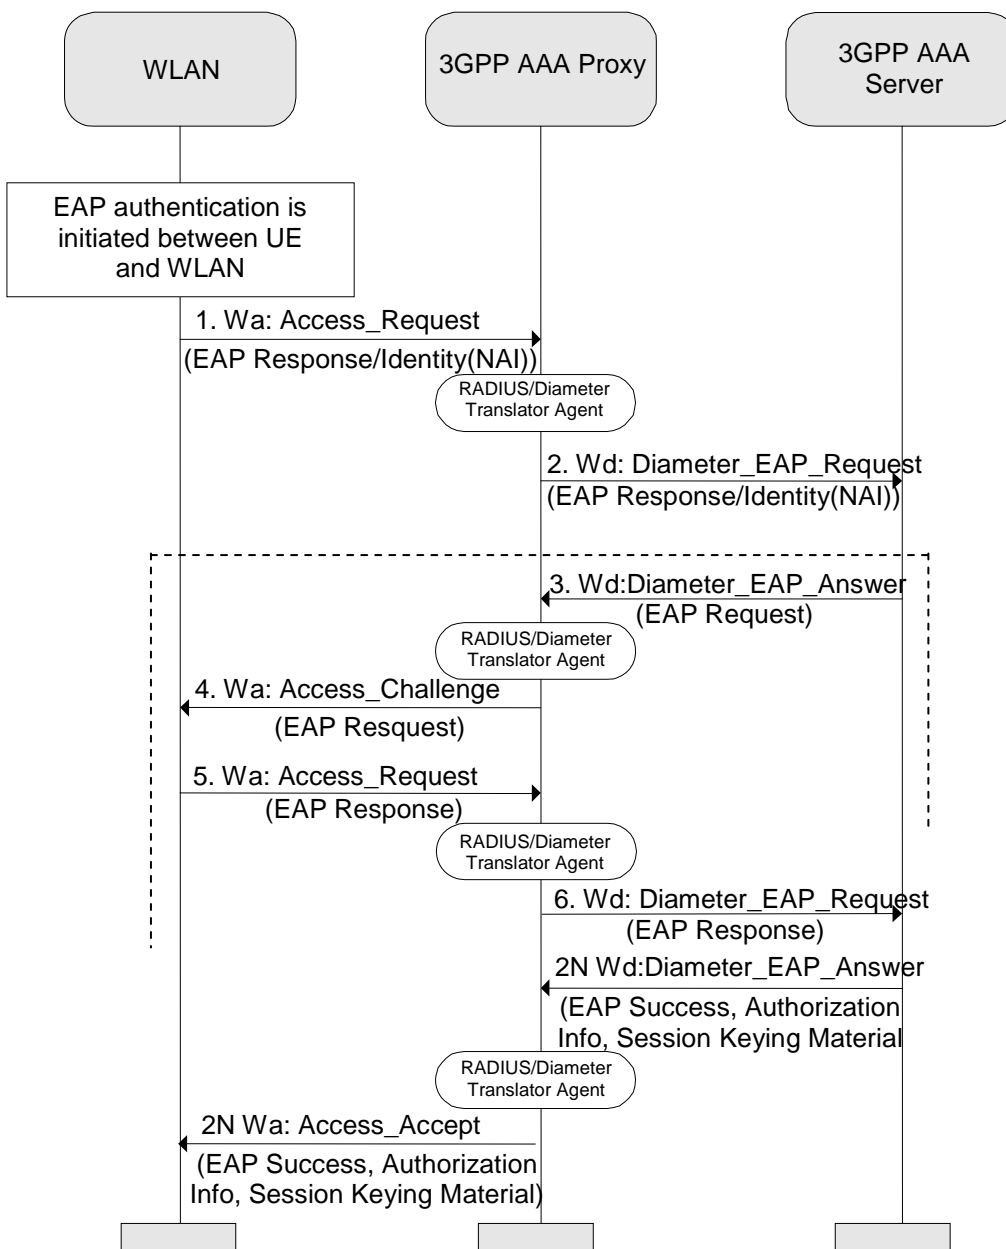 WLAN
3GPP AAA Proxy
3GPP AAA
Server
EAP authentication is
initiated between UE
and WLAN
1. Wa: Access_Request
(EAP Response/Identity(NAI))
RADIUS/Diameter
Translator Agent
2. Wd: Diameter_EAP_Request
(EAP Response/Identity(NAI))
3. Wd:Diameter_EAP_Answer
(EAP Request)
RADIUS/Diameter
Translator Agent
4. Wa: Access_Challenge
(EAP Resquest)
5. Wa: Access_Request
(EAP Response)
RADIUS/Diameter
Translator Agent
6. Wd: Diameter_EAP_Request
(EAP Response)
2N Wd:Diameter_EAP_Answer
(EAP Success, Authorization
Info, Session Keying Material
RADIUS/Diameter
Translator Agent
2N Wa: Access_Accept
(EAP Success, Authorization
Info, Session Keying Material)